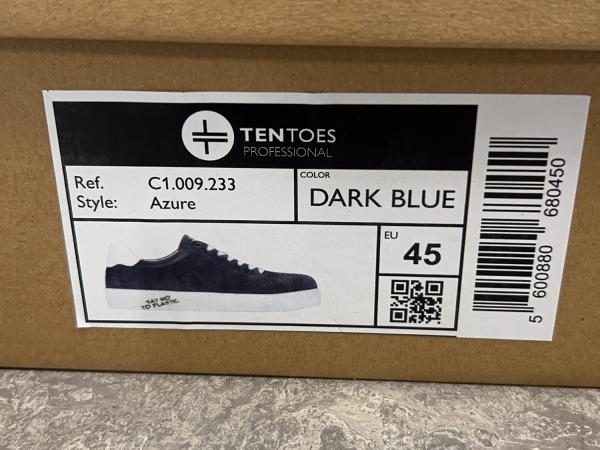 TENTOES
PROFESSIONAL
Ref. C1.009.233
Style: Azure
COLOR
DARK BLUE
SAY NO
TO PLASTIC
EU
45
5 600880 680450